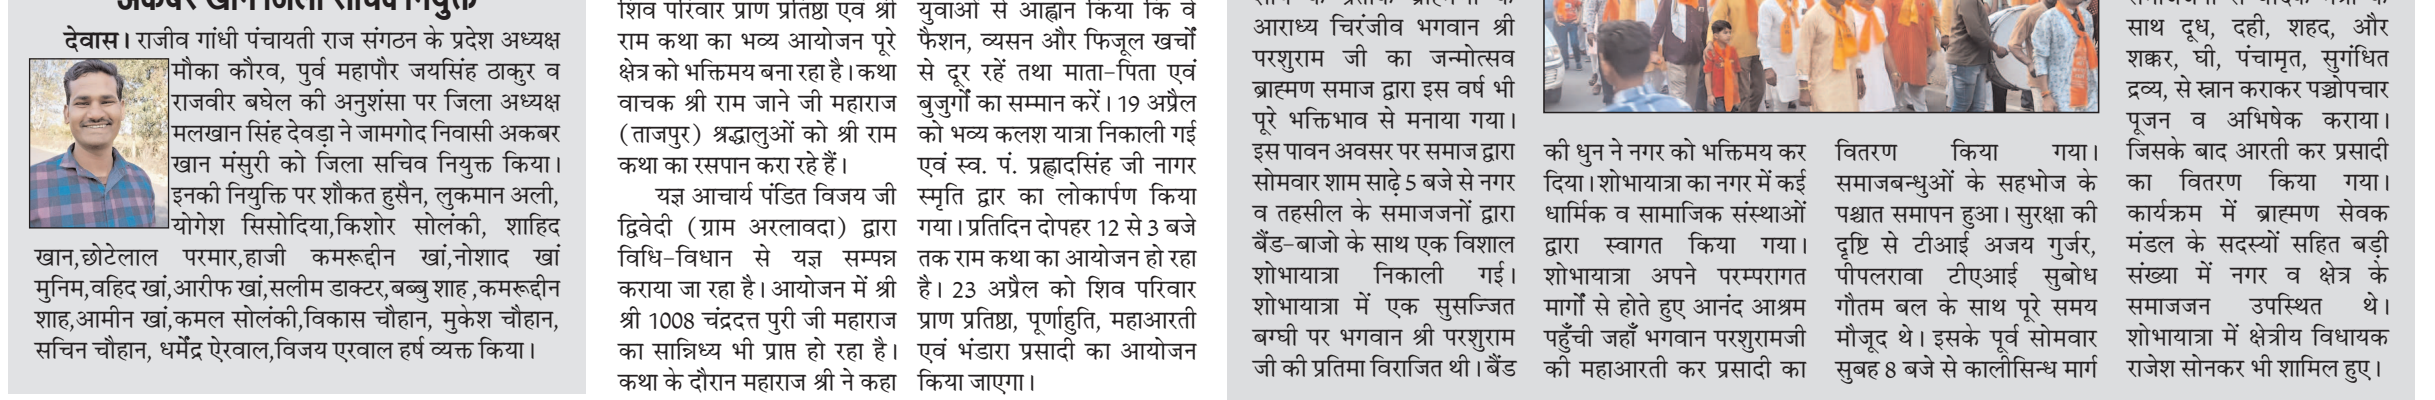 अकबर खान जिला सचिव नियुक्त
देवास। राजीव गांधी पंचायती राज संगठन के प्रदेश अध्यक्ष
मौका कौरव, पुर्व महापौर जयसिंह ठाकुर व
राजवीर बघेल की अनुशंसा पर जिला अध्यक्ष
मलखान सिंह देवड़ा ने जामगोद निवासी अकबर
खान मंसुरी को जिला सचिव नियुक्त किया।
इनकी नियुक्ति पर शौकत हुसैन, लुकमान अली,
योगेश सिसोदिया,किशोर सोलंकी, शाहिद
खान,छोटेलाल परमार,हाजी कमरूद्दीन खां,नोशाद खां
मुनिम,वहिद खां,आरीफ खां,सलीम डाक्टर,बब्बु शाह ,कमरूद्दीन
शाह,आमीन खां,कमल सोलंकी,विकास चौहान, मुकेश चौहान,
सचिन चौहान, धर्मेंद्र ऐरवाल,विजय एरवाल हर्ष व्यक्त किया।
शिव परिवार प्राण प्रतिष्ठा एवं श्री
राम कथा का भव्य आयोजन पूरे
क्षेत्र को भक्तिमय बना रहा है। कथा
वाचक श्री राम जाने जी महाराज
(ताजपुर) श्रद्धालुओं को श्री राम
कथा का रसपान करा रहे हैं।
यज्ञ आचार्य पंडित विजय जी
द्विवेदी (ग्राम अरलावदा) द्वारा
विधि-विधान से यज्ञ सम्पन्न
कराया जा रहा है। आयोजन में श्री
श्री 1008 चंद्रदत्त पुरी जी महाराज
का सान्निध्य भी प्राप्त हो रहा है।
कथा के दौरान महाराज श्री ने कहा
युवाओं से आह्वान किया कि वे
फैशन, व्यसन और फिजूल खर्चों
से दूर रहें तथा माता-पिता एवं
बुजुर्गों का सम्मान करें। 19 अप्रैल
को भव्य कलश यात्रा निकाली गई
एवं स्व. पं. प्रह्लादसिंह जी नागर
स्मृति द्वार का लोकार्पण किया
गया। प्रतिदिन दोपहर 12 से 3 बजे
तक राम कथा का आयोजन हो रहा
है। 23 अप्रैल को शिव परिवार
प्राण प्रतिष्ठा, पूर्णाहुति, महाआरती
एवं भंडारा प्रसादी का आयोजन
किया जाएगा।
आराध्य चिरंजीव भगवान श्री
परशुराम जी का जन्मोत्सव
ब्राह्मण समाज द्वारा इस वर्ष भी
पूरे भक्तिभाव से मनाया गया।
इस पावन अवसर पर समाज द्वारा
सोमवार शाम साढ़े 5 बजे से नगर
व तहसील के समाजजनों द्वारा
बैंड-बाजो के साथ एक विशाल
शोभायात्रा निकाली गई।
शोभायात्रा में एक सुसज्जित
बग्घी पर भगवान श्री परशुराम
जी की प्रतिमा विराजित थी। बैंड
की धुन ने नगर को भक्तिमय कर
दिया। शोभायात्रा का नगर में कई
धार्मिक व सामाजिक संस्थाओं
द्वारा स्वागत किया गया।
शोभायात्रा अपने परम्परागत
मार्गों से होते हुए आनंद आश्रम
पहुँची जहाँ भगवान परशुरामजी
की महाआरती कर प्रसादी का
वितरण किया गया।
समाजबन्धुओं के सहभोज के
पश्चात समापन हुआ। सुरक्षा की
दृष्टि से टीआई अजय गुर्जर,
पीपलरावा टीएआई सुबोध
गौतम बल के साथ पूरे समय
मौजूद थे। इसके पूर्व सोमवार
सुबह 8 बजे से कालीसिन्ध मार्ग
साथ दूध, दही, शहद, और
शक्कर, घी, पंचामृत, सुगंधित
द्रव्य, से स्नान कराकर पञ्चोपचार
पूजन व अभिषेक कराया।
जिसके बाद आरती कर प्रसादी
का वितरण किया गया।
कार्यक्रम में ब्राह्मण सेवक
मंडल के सदस्यों सहित बड़ी
संख्या में नगर व क्षेत्र के
समाजजन उपस्थित थे।
शोभायात्रा में क्षेत्रीय विधायक
राजेश सोनकर भी शामिल हुए।